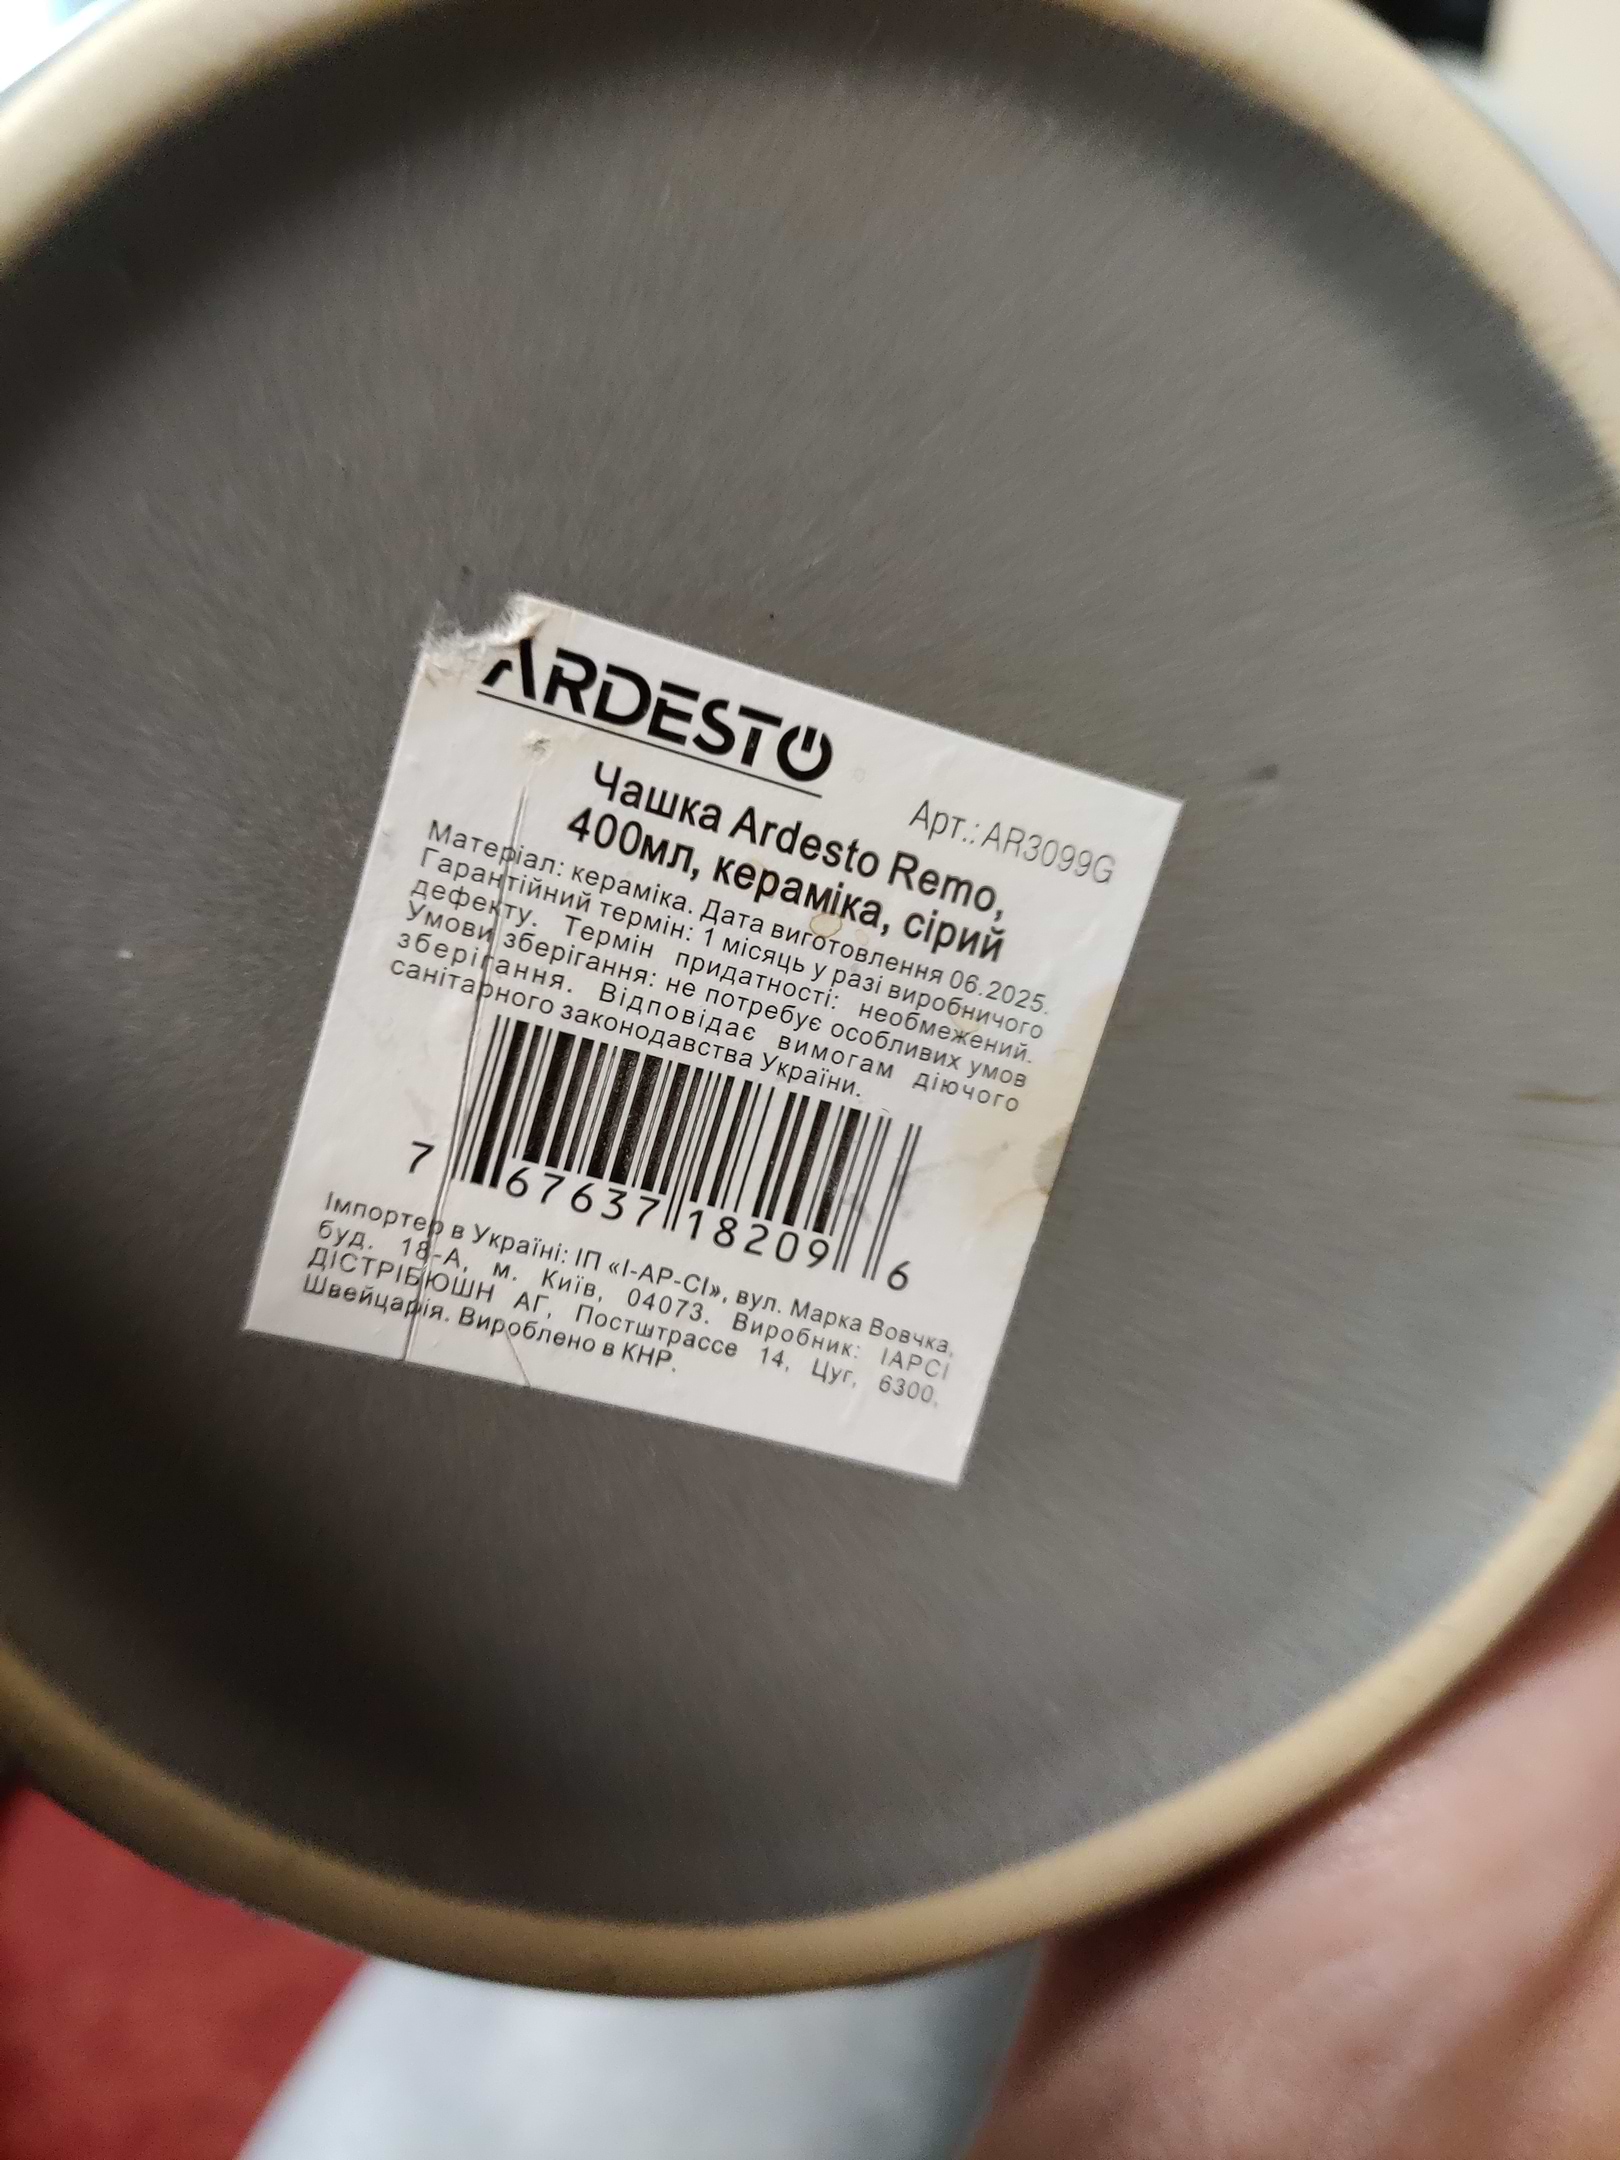 ARDESTO
Арт.: AR3099G
Чашка Ardesto Remo,
400мл, кераміка, сірий
Матеріал: кераміка. Дата виготовлення 06.2025.
Гарантійний термін: 1 місяць у разі виробничого
дефекту. Термін придатності: необмежений.
Умови зберігання: не потребує особливих умов
зберігання. Відповідає вимогам діючого
санітарного законодавства України.
7 67637 18209 6
Імпортер в Україні: ІП «І-АР-СІ», вул. Марка Вовчка,
буд. 18-А, м. Київ, 04073. Виробник: ІАРСІ
ДІСТРІБЮШН АГ, Постштрассе 14, Цуг, 6300,
Швейцарія. Вироблено в КНР.